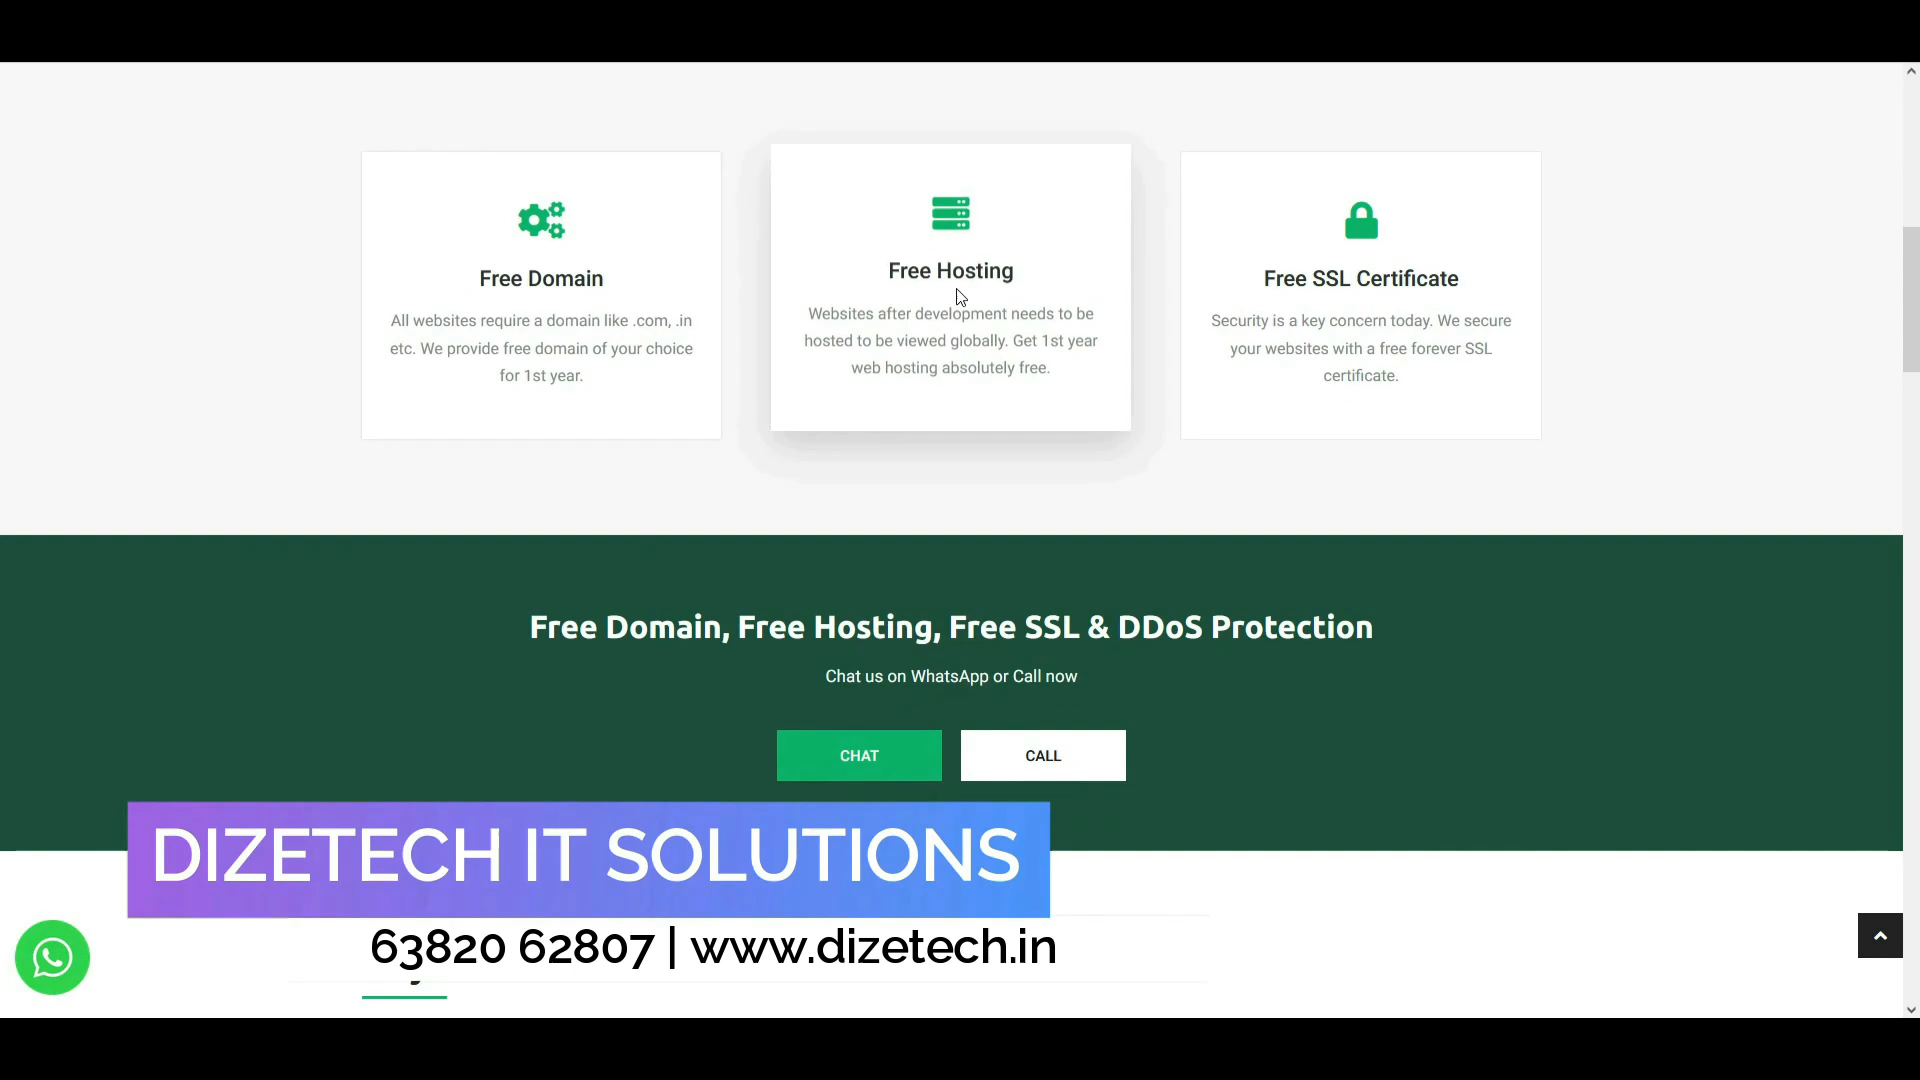 Free Domain
All websites require a domain like .com, .in
etc. We provide free domain of your choice
for 1st year.
Free Hosting
Websites after development needs to be
hosted to be viewed globally. Get 1st year
web hosting absolutely free.
Free SSL Certificate
Security is a key concern today. We secure
your websites with a free forever SSL
certificate.
Free Domain, Free Hosting, Free SSL & DDoS Protection
Chat us on WhatsApp or Call now
CHAT
CALL
DIZETECH IT SOLUTIONS
63820 62807 | www.dizetech.in